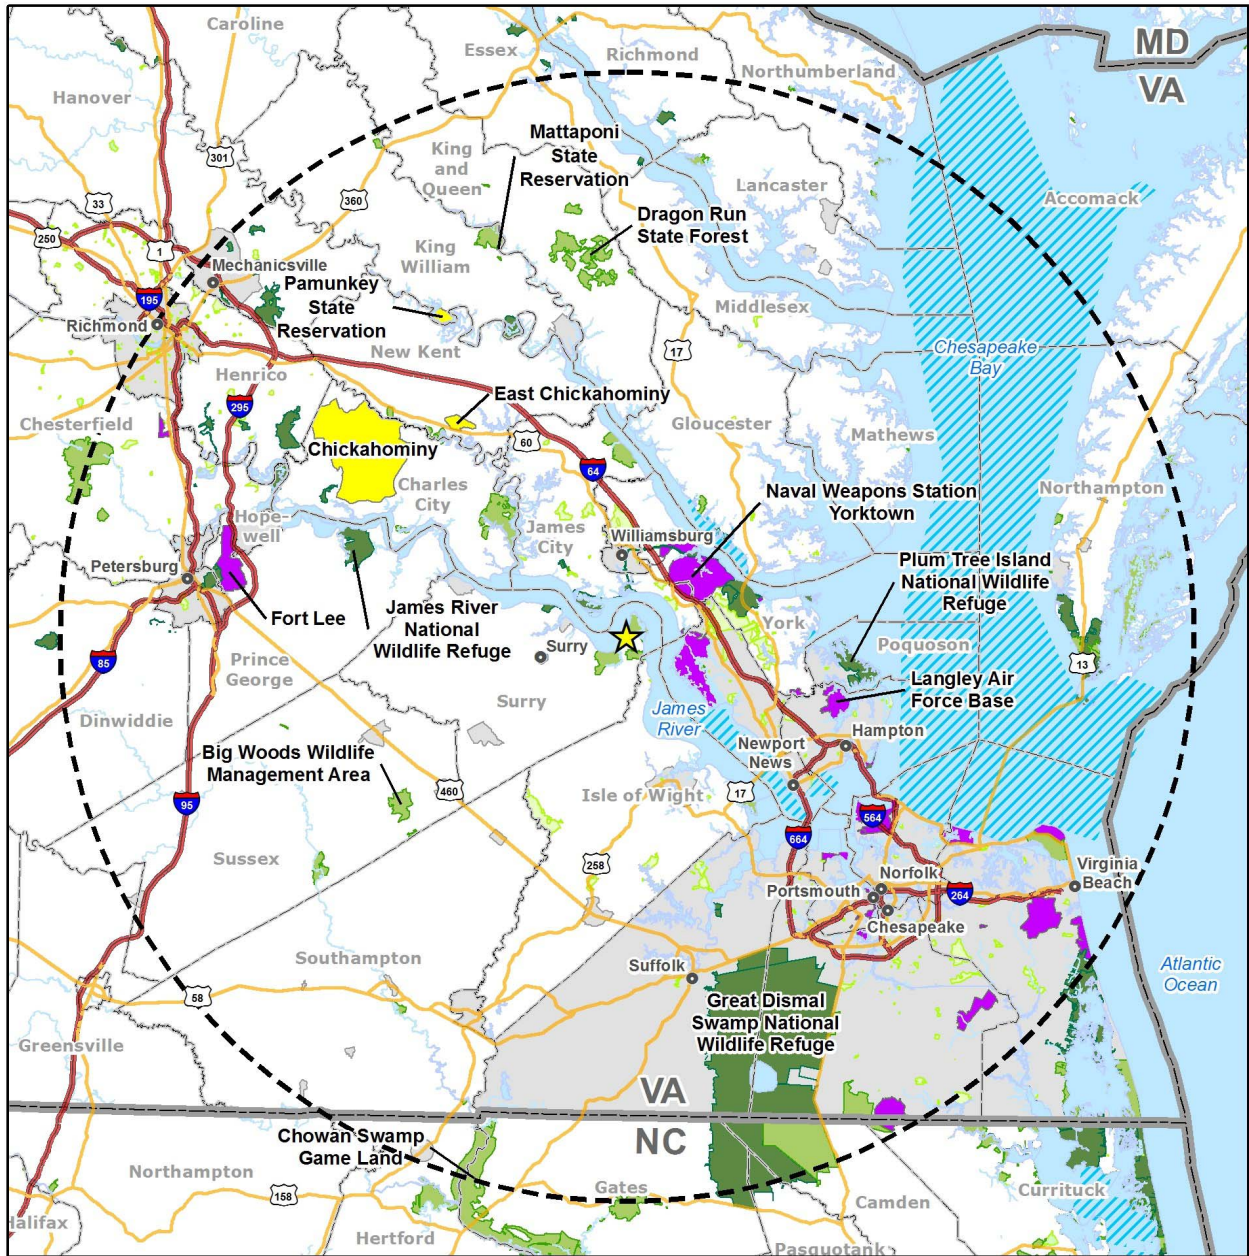 Caroline
Essex
Richmond
Northumberland
MD
VA
Hanover
301
King
and
Queen
Mattaponi
State
Reservation
Lancaster
Accomack
33
360
250
1
Dragon Run
State Forest
King
William
Mechanicsville
Pamunkey
State
Reservation
195
Richmond
Middlesex
New Kent
17
Chesapeake
Bay
Henrico
295
East Chickahominy
Chesterfield
60
Gloucester
Mathews
Chickahominy
64
Charles
City
Naval Weapons Station
Yorktown
Northampton
Hope-
well
James
City
Williamsburg
Petersburg
Plum Tree Island
National Wildlife
Refuge
Fort Lee
James River
National
Wildlife Refuge
York
Surry
Poquoson
85
Prince
George
13
Langley Air
Force Base
Surry
James
River
Dinwiddie
Hampton
Newport
News
Big Woods Wildlife
Management Area
460
17
Isle of Wight
95
564
664
Sussex
258
Norfolk
Virginia
Beach
Portsmouth
264
Chesapeake
Southampton
Suffolk
Atlantic
Ocean
58
Great Dismal
Swamp National
Wildlife Refuge
Greensville
VA
NC
Chowan Swamp
Game Land
Northampton
158
Gates
Camden
Currituck
Halifax
Hertford
Pasquotank